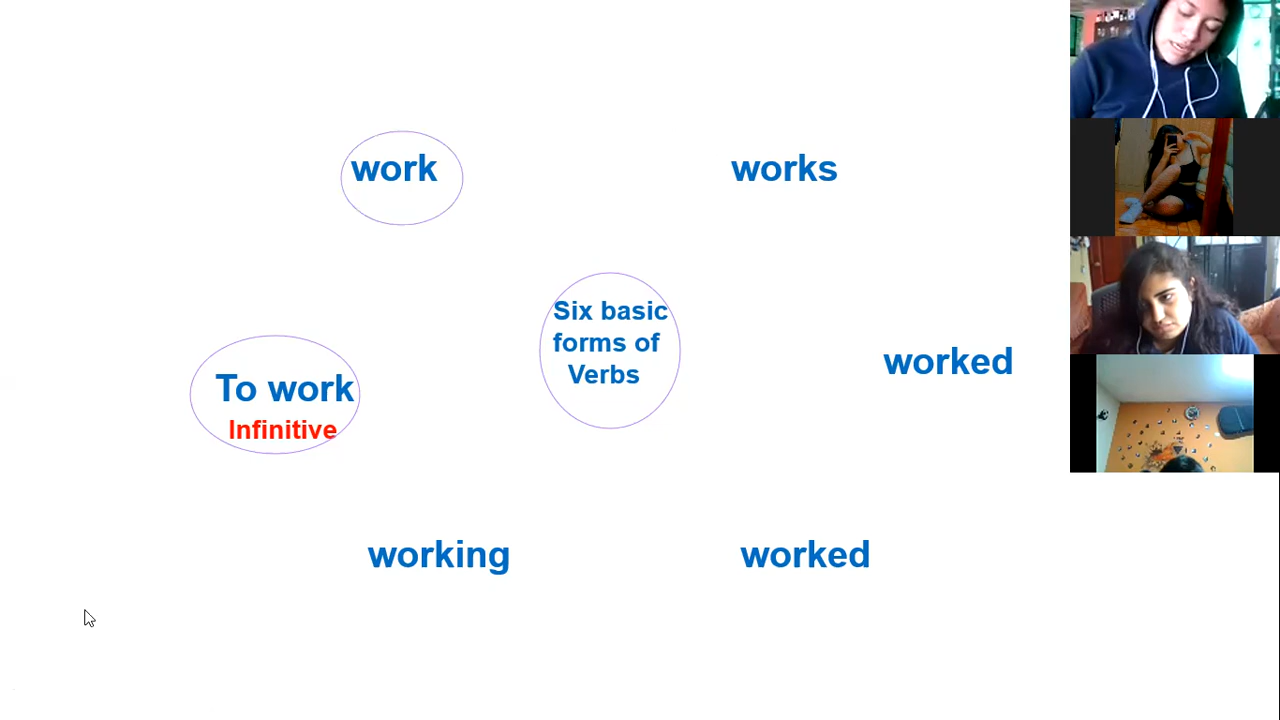 work
works
Six basic
forms of
Verbs
To work
Infinitive
worked
working
worked